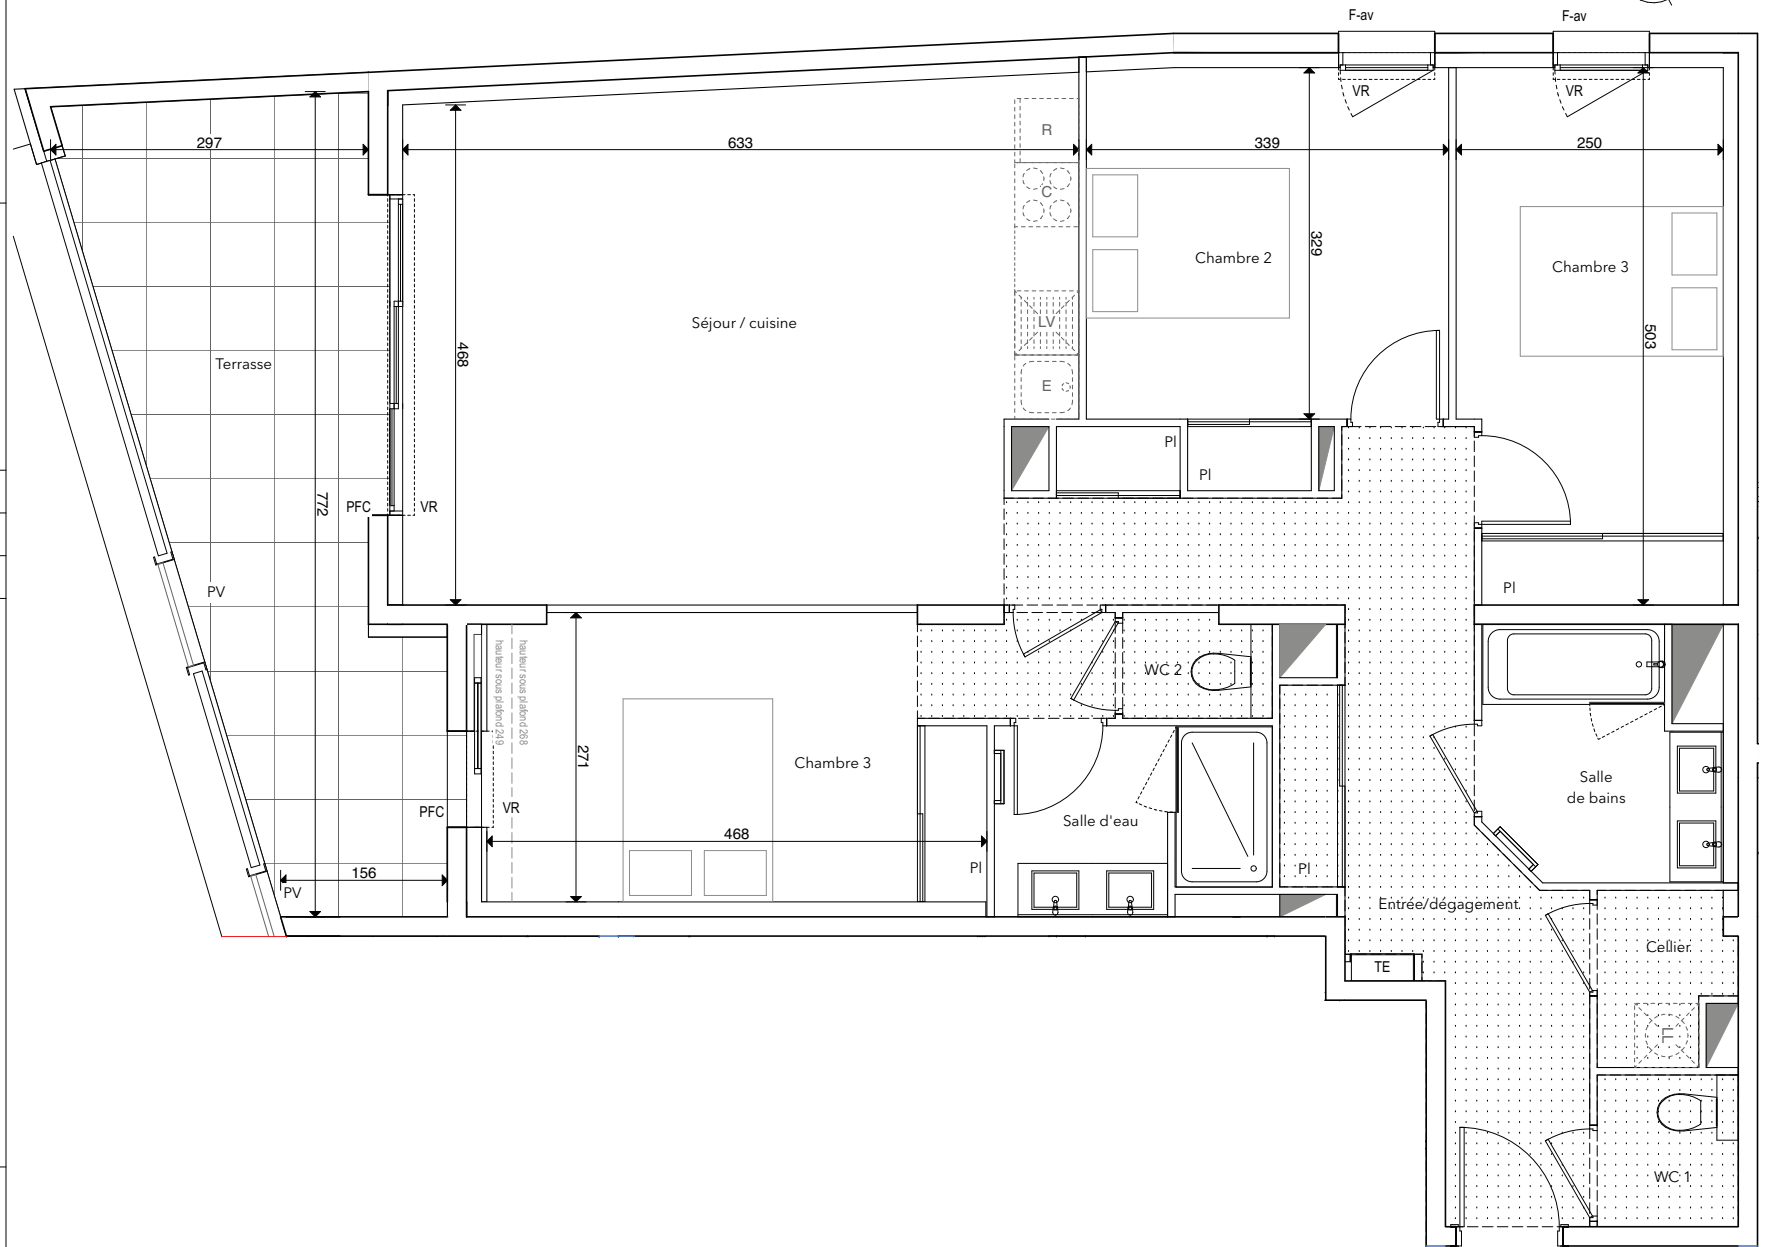 F-av
F-av
VR
VR
297
633
339
250
R
C
LV
E
329
Chambre 2
Chambre 3
503
Séjour / cuisine
468
Terrasse
772
PFC
VR
Pl
Pl
Pl
PV
hauteur sous plafond 249
hauteur sous plafond 268
271
Chambre 3
WC 2
PFC
VR
468
Pl
Salle d'eau
Pl
Salle
de bains
156
PV
Entrée/dégagement
Cellier
TE
LL
WC 1